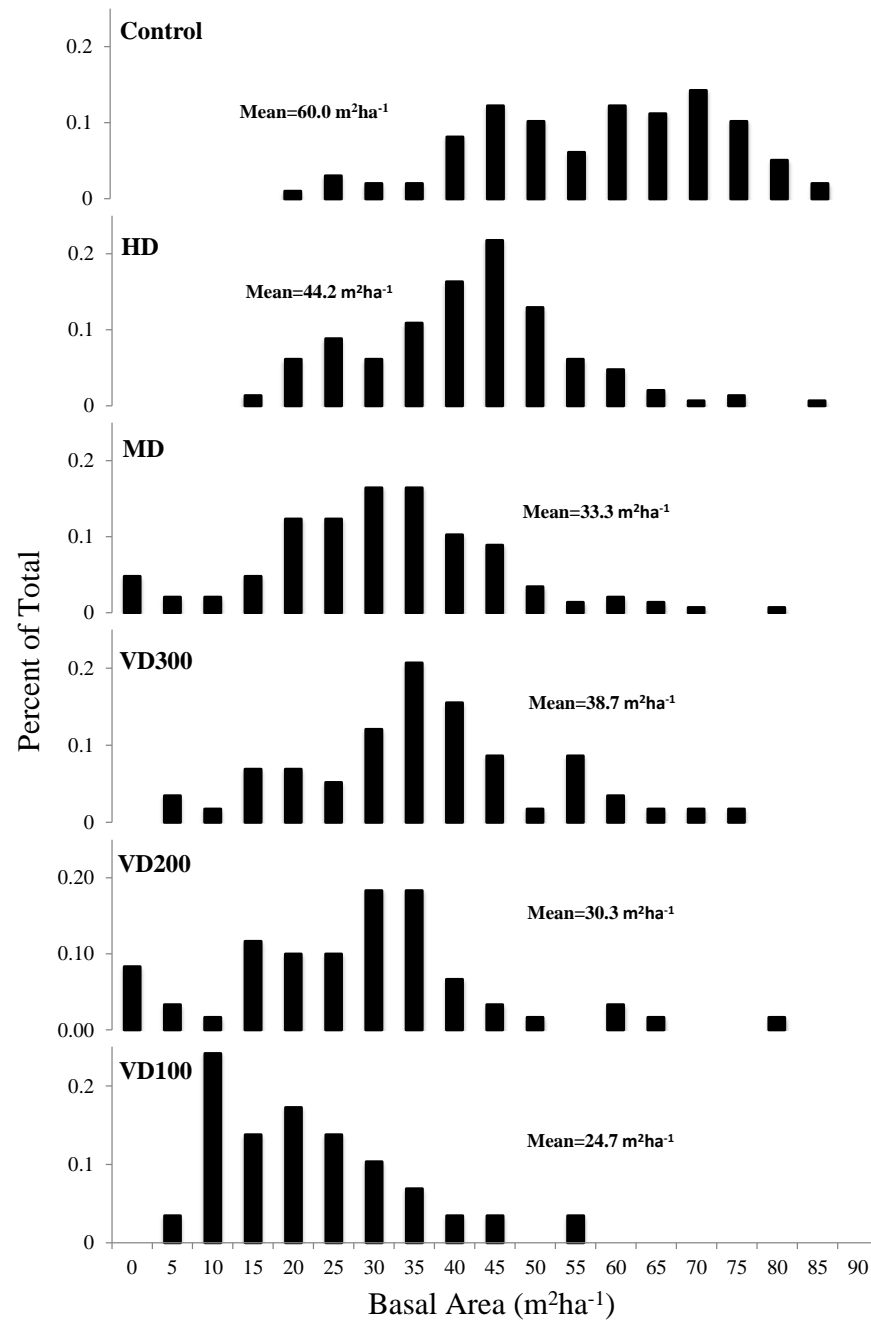 Control
0.2
Mean=60.0 m²ha⁻¹
0.1
0
HD
0.2
Mean=44.2 m²ha⁻¹
0.1
0
MD
0.2
Mean=33.3 m²ha⁻¹
0.1
0
Percent of Total
VD300
0.2
Mean=38.7 m²ha⁻¹
0.1
0
VD200
0.20
Mean=30.3 m²ha⁻¹
0.10
0.00
VD100
0.2
Mean=24.7 m²ha⁻¹
0.1
0
0 5 10 15 20 25 30 35 40 45 50 55 60 65 70 75 80 85 90
Basal Area (m²ha⁻¹)